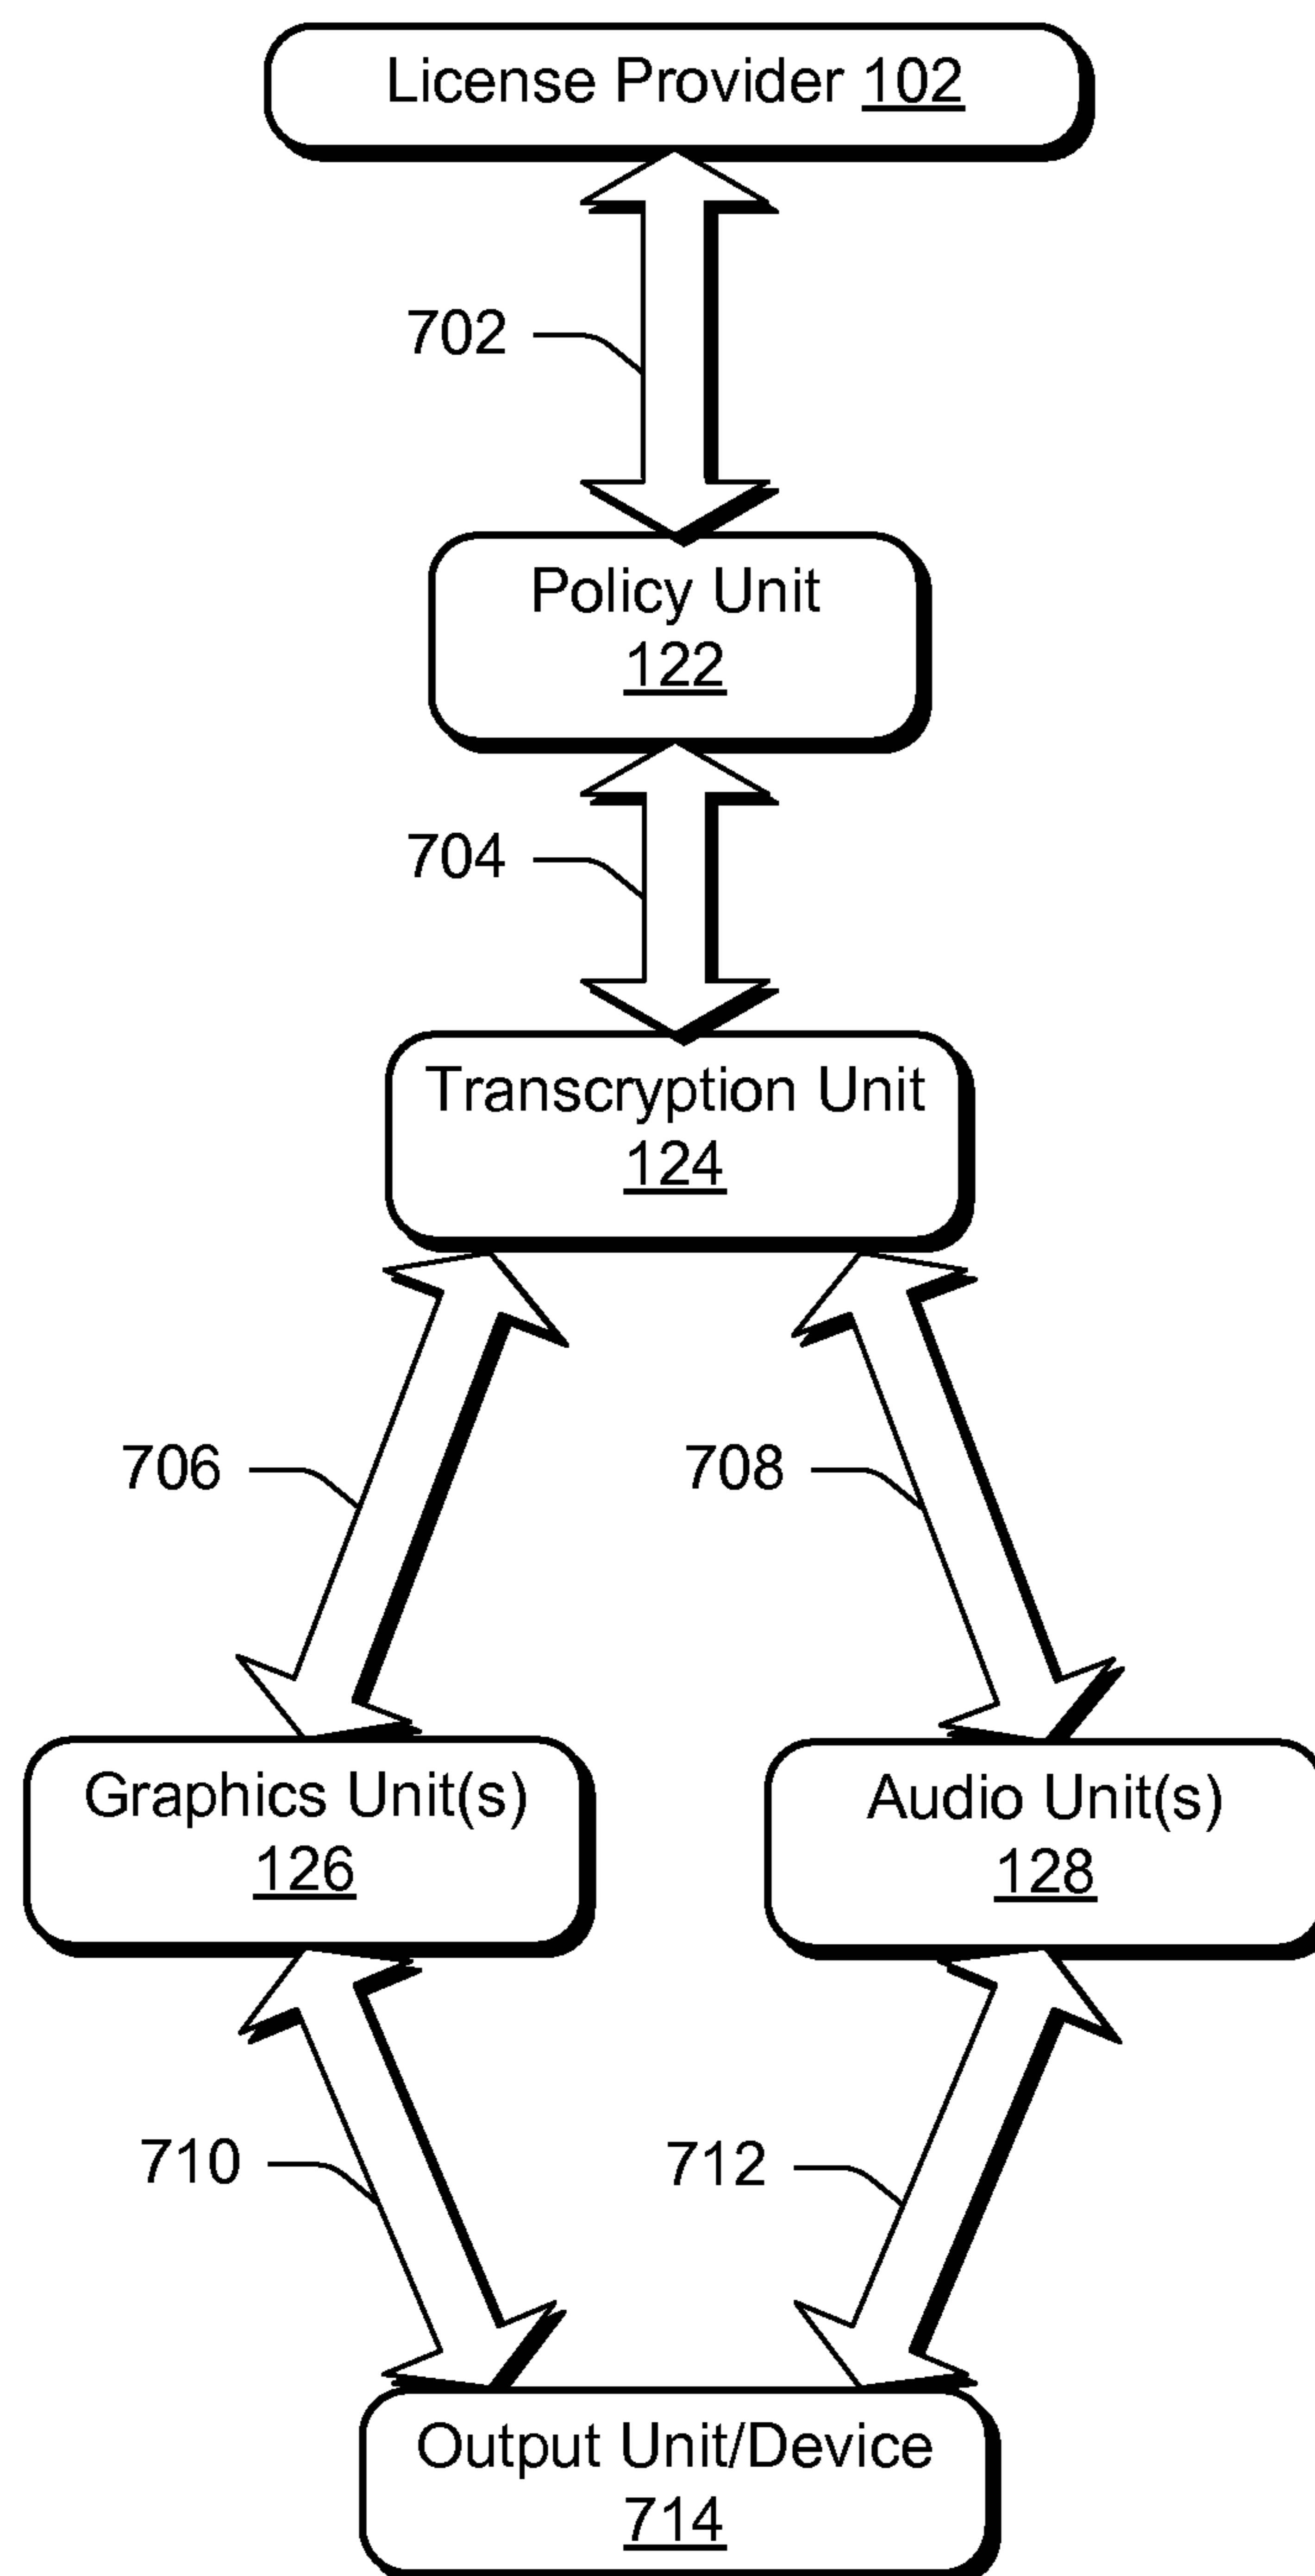 License Provider 102
702
Policy Unit
122
704
Transcryption Unit
124
706
708
Graphics Unit(s)
126
Audio Unit(s)
128
710
712
Output Unit/Device
714